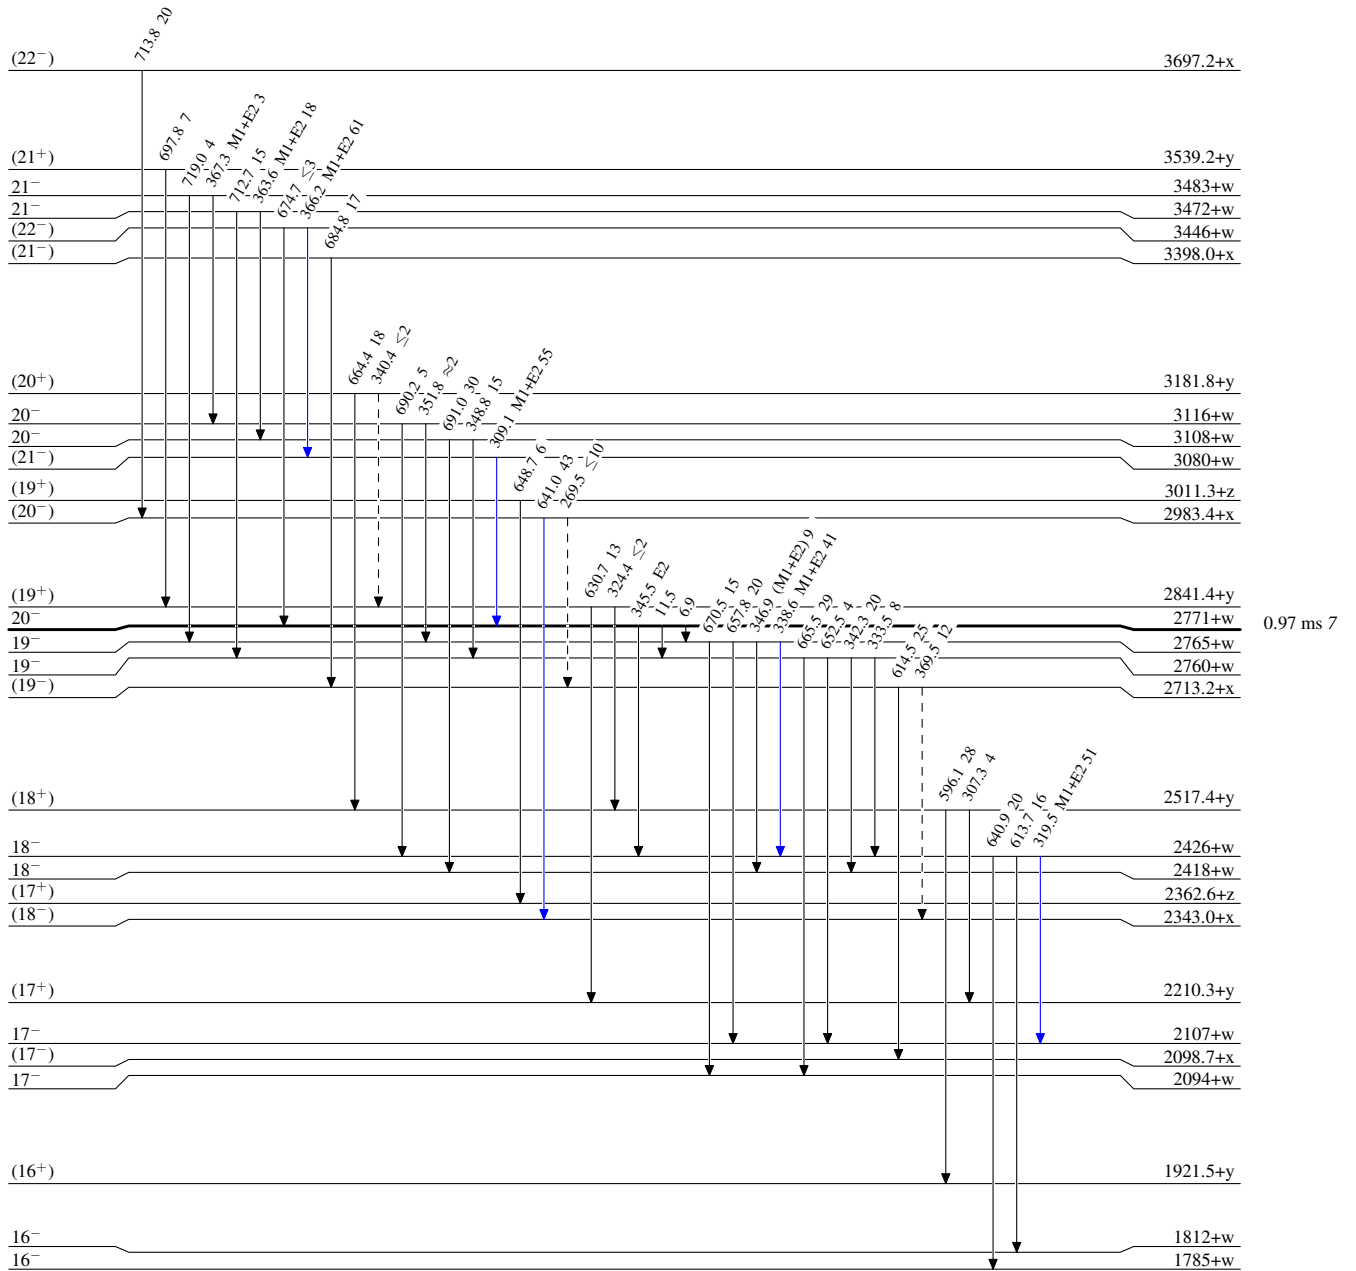 713.8 20
(22−) 3697.2+x
697.8 7
719.0 4
367.3 M1+E2 3
712.7 15
363.6 M1+E2 18
674.7 ≤3
366.2 M1+E2 61
684.8 17
(21+) 3539.2+y
21− 3483+w
21− 3472+w
(22−) 3446+w
(21−) 3398.0+x
664.4 18
340.4 ≤2
690.2 5
351.8 ≈2
691.0 30
348.8 15
309.1 M1+E2 55
648.7 6
641.0 43
269.5 ≤10
(20+) 3181.8+y
20− 3116+w
20− 3108+w
(21−) 3080+w
(19+) 3011.3+z
(20−) 2983.4+x
630.7 13
324.4 ≤2
345.5 E2
11.5
6.9
670.5 15
657.8 20
346.9 (M1+E2) 9
338.6 M1+E2 41
665.5 29
652.5 4
342.3 20
333.5 8
614.5 25
369.5 12
(19+) 2841.4+y
20− 2771+w 0.97 ms 7
19− 2765+w
19− 2760+w
(19−) 2713.2+x
596.1 28
307.3 4
640.9 20
613.7 16
319.5 M1+E2 51
(18+) 2517.4+y
18− 2426+w
18− 2418+w
(17+) 2362.6+z
(18−) 2343.0+x
(17+) 2210.3+y
17− 2107+w
(17−) 2098.7+x
17− 2094+w
(16+) 1921.5+y
16− 1812+w
16− 1785+w